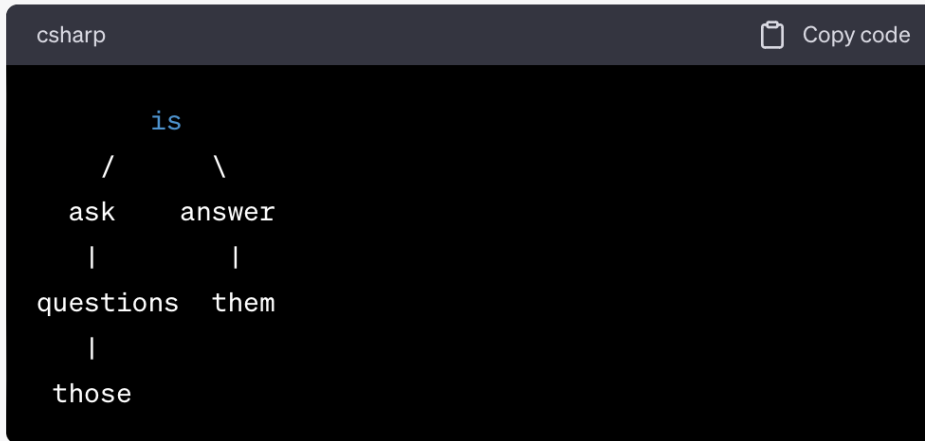 csharp Copy code
is
/ \
ask answer
| |
questions them
|
those